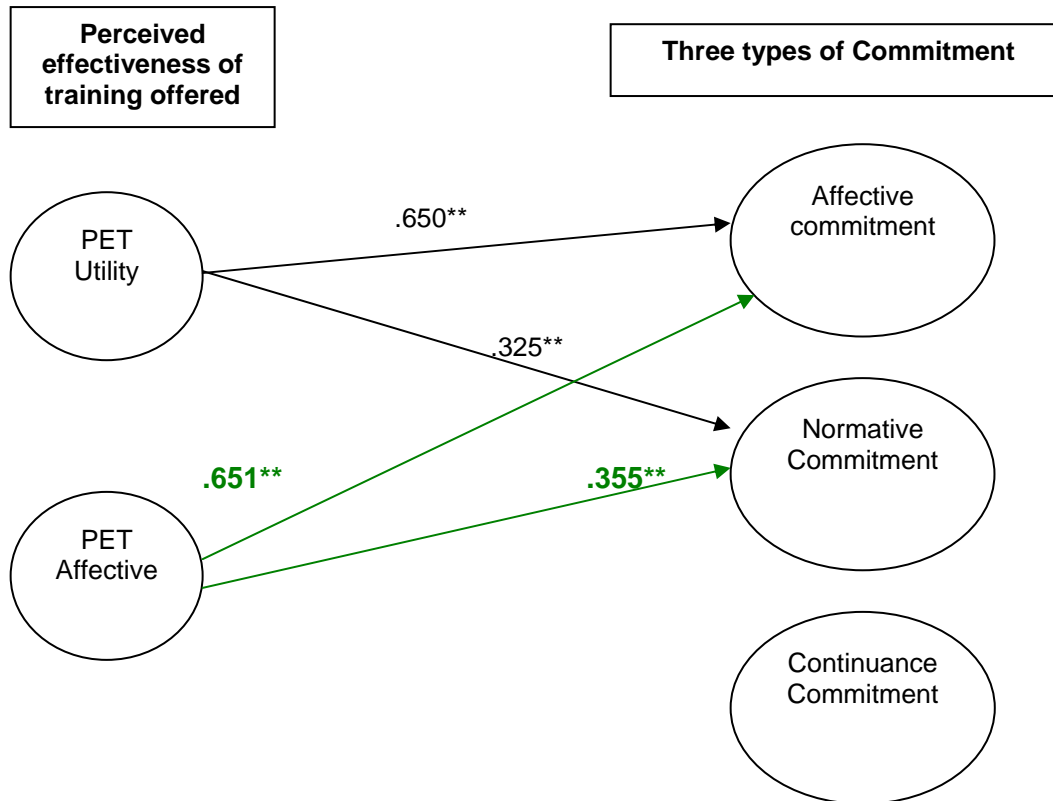 Perceived
effectiveness of
training offered
Three types of Commitment
PET
Utility
.650**
Affective
commitment
.325**
Normative
Commitment
.651**
.355**
PET
Affective
Continuance
Commitment